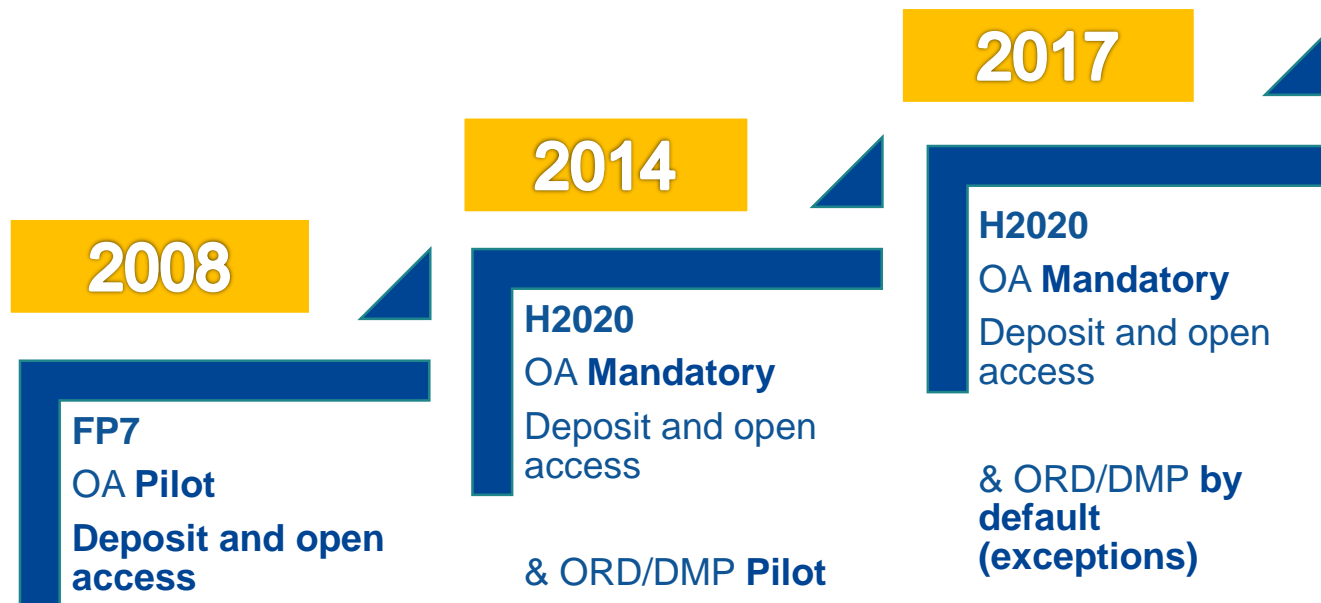 2008
FP7
OA Pilot
Deposit and open
access
2014
H2020
OA Mandatory
Deposit and open
access
& ORD/DMP Pilot
2017
H2020
OA Mandatory
Deposit and open
access
& ORD/DMP by
default
(exceptions)